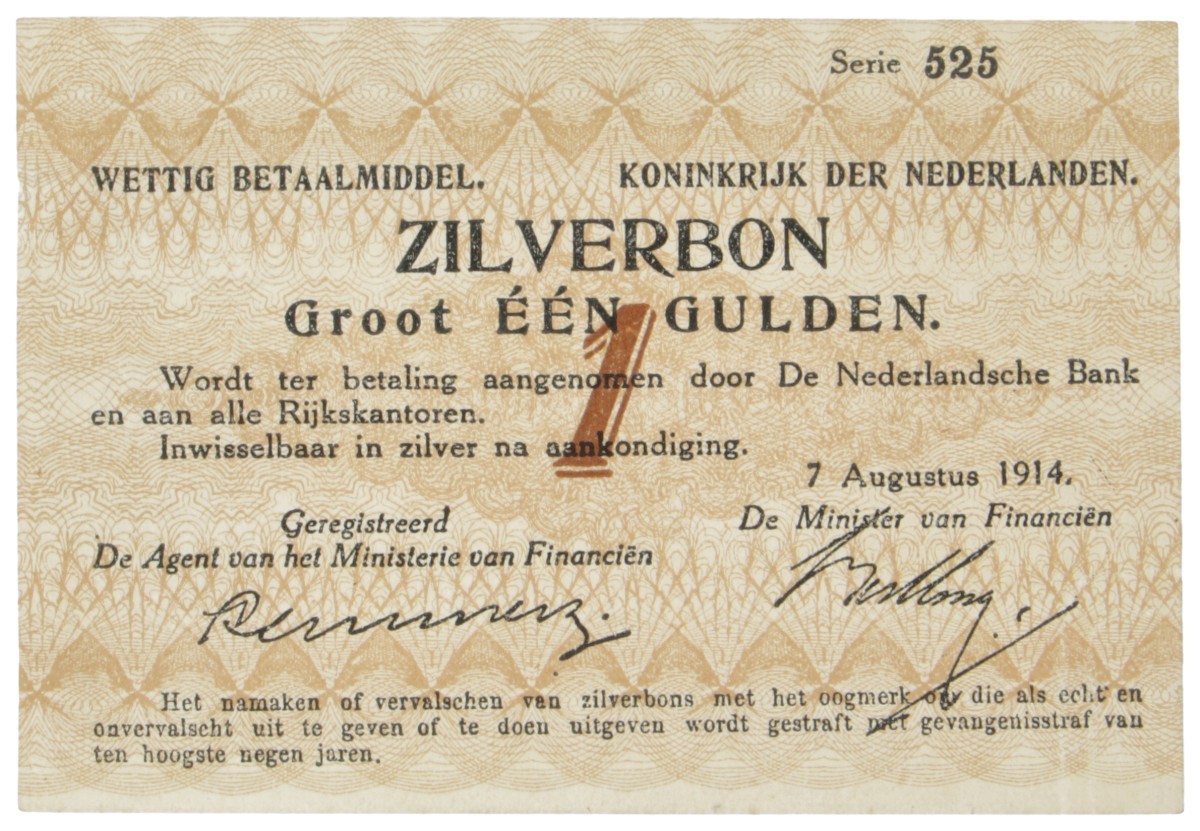 Serie 525
WETTIG BETAALMIDDEL. KONINKRIJK DER NEDERLANDEN.
ZILVERBON
Groot ÉÉN GULDEN.
1
Wordt ter betaling aangenomen door De Nederlandsche Bank
en aan alle Rijkskantoren.
Inwisselbaar in zilver na aankondiging.
7 Augustus 1914.
Geregistreerd
De Agent van het Ministerie van Financiën
De Minister van Financiën
Het namaken of vervalschen van zilverbons met het oogmerk om die als echt en
onvervalscht uit te geven of te doen uitgeven wordt gestraft met gevangenisstraf van
ten hoogste negen jaren.